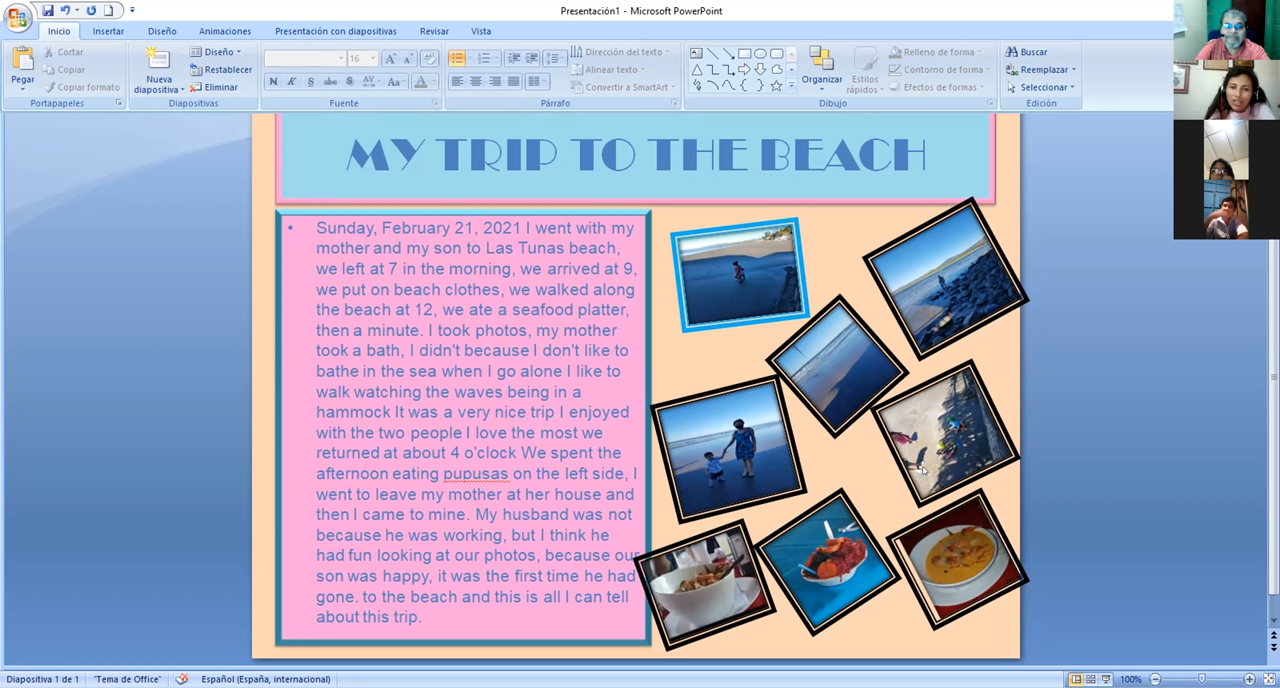 Presentación1 - Microsoft PowerPoint
Inicio Insertar Diseño Animaciones Presentación con diapositivas Revisar Vista
Pegar
Cortar
Copiar
Copiar formato
Portapapeles
Nueva diapositiva
Diseño
Restablecer
Eliminar
Diapositivas
16
N K S abc S AV Aa A
Fuente
Dirección del texto
Alinear texto
Convertir a SmartArt
Párrafo
Organizar
Estilos rápidos
Relleno de forma
Contorno de forma
Efectos de formas
Dibujo
Buscar
Reemplazar
Seleccionar
Edición
MY TRIP TO THE BEACH
• Sunday, February 21, 2021 I went with my
mother and my son to Las Tunas beach,
we left at 7 in the morning, we arrived at 9,
we put on beach clothes, we walked along
the beach at 12, we ate a seafood platter,
then a minute. I took photos, my mother
took a bath, I didn't because I don't like to
bathe in the sea when I go alone I like to
walk watching the waves being in a
hammock It was a very nice trip I enjoyed
with the two people I love the most we
returned at about 4 o'clock We spent the
afternoon eating pupusas on the left side, I
went to leave my mother at her house and
then I came to mine. My husband was not
because he was working, but I think he
had fun looking at our photos, because our
son was happy, it was the first time he had
gone. to the beach and this is all I can tell
about this trip.
Diapositiva 1 de 1 "Tema de Office" Español (España, internacional) 100%